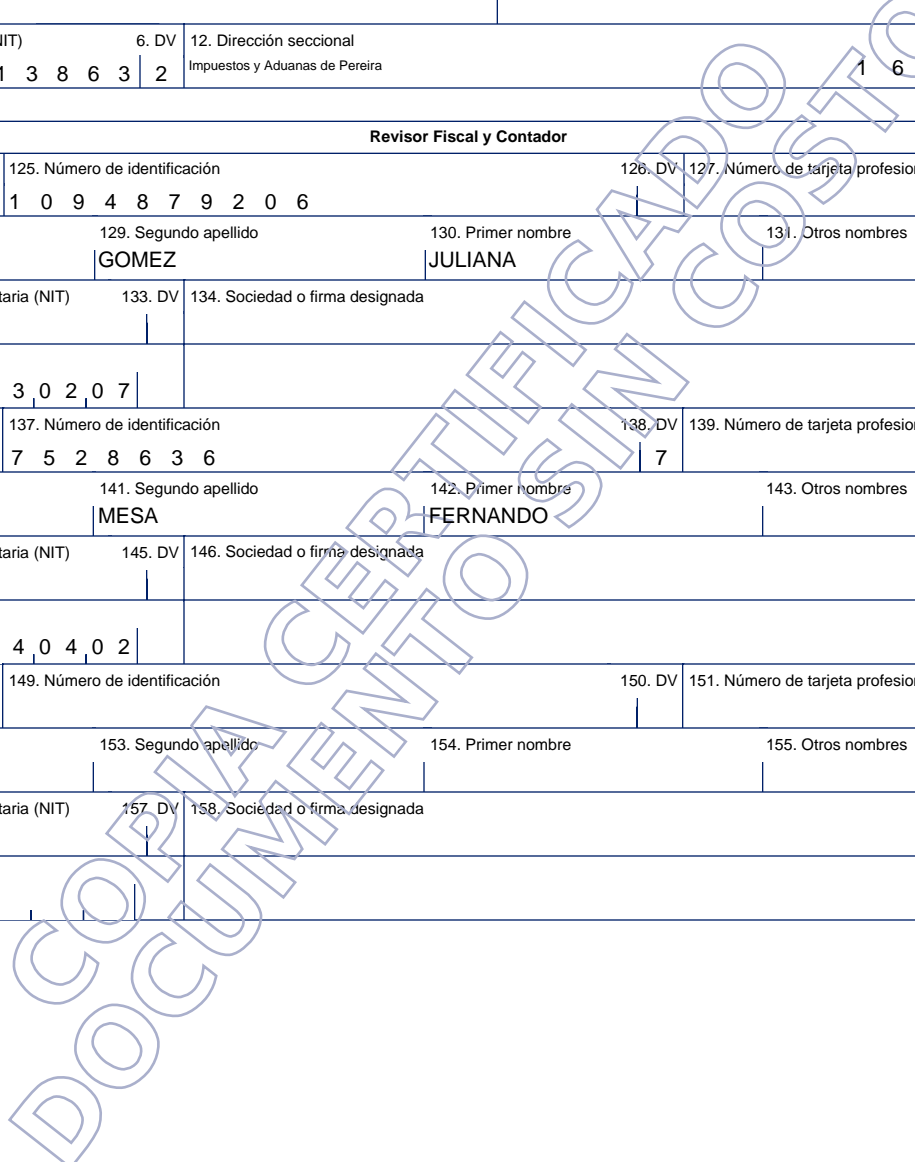 NIT) 6. DV 12. Dirección seccional
1 3 8 6 3 2 Impuestos y Aduanas de Pereira 1 6
Revisor Fiscal y Contador
125. Número de identificación 126. DV 127. Número de tarjeta profesion
1 0 9 4 8 7 9 2 0 6
129. Segundo apellido 130. Primer nombre 131. Otros nombres
GOMEZ JULIANA
taria (NIT) 133. DV 134. Sociedad o firma designada
3 0 2 0 7
137. Número de identificación 138. DV 139. Número de tarjeta profesion
7 5 2 8 6 3 6 7
141. Segundo apellido 142. Primer nombre 143. Otros nombres
MESA FERNANDO
taria (NIT) 145. DV 146. Sociedad o firma designada
4 0 4 0 2
149. Número de identificación 150. DV 151. Número de tarjeta profesion
153. Segundo apellido 154. Primer nombre 155. Otros nombres
taria (NIT) 157. DV 158. Sociedad o firma designada
COPIA CERTIFICADO
DOCUMENTO SIN COSTO